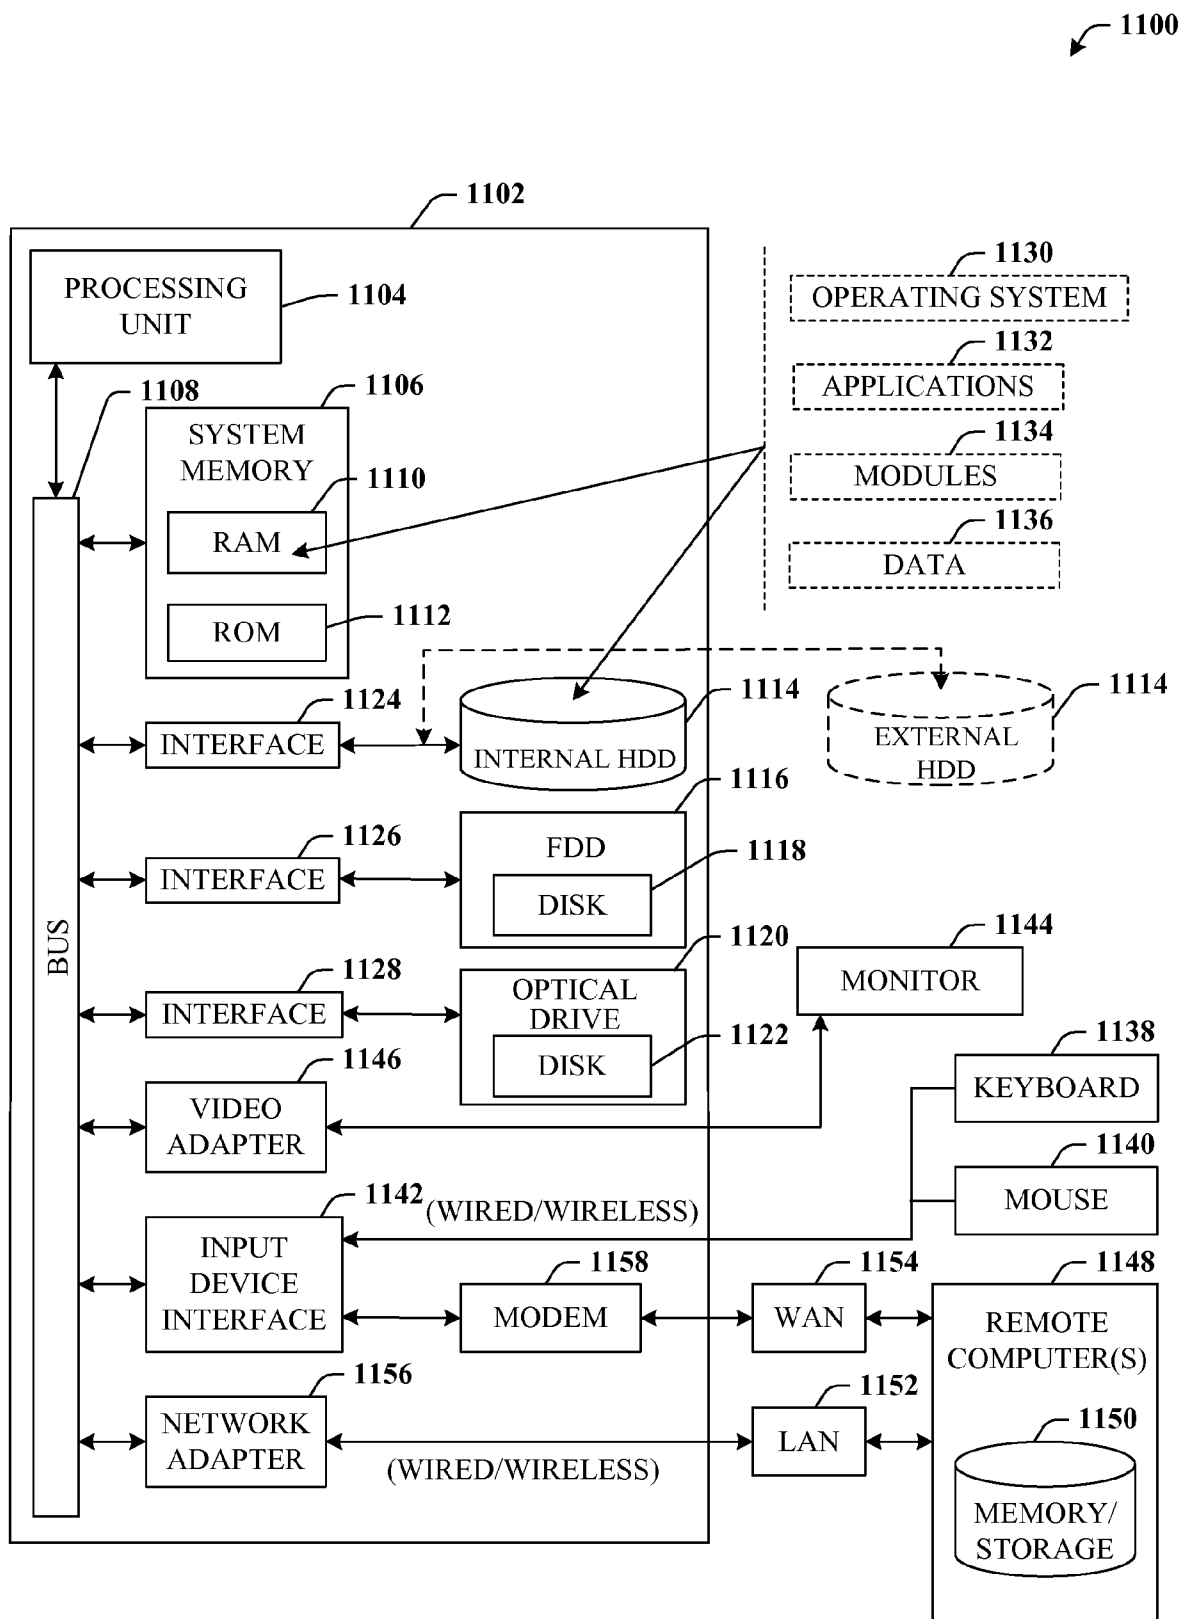 1100
1102
PROCESSING
UNIT
1104
1108
1106
SYSTEM
MEMORY
1110
RAM
ROM
1112
1130
OPERATING SYSTEM
1132
APPLICATIONS
1134
MODULES
1136
DATA
1124
INTERFACE
INTERNAL HDD
1114
EXTERNAL
HDD
1114
1116
1126
INTERFACE
FDD
1118
DISK
BUS
1128
INTERFACE
1120
OPTICAL
DRIVE
1122
DISK
1144
MONITOR
1146
VIDEO
ADAPTER
1138
KEYBOARD
1140
MOUSE
1142
(WIRED/WIRELESS)
INPUT
DEVICE
INTERFACE
1158
MODEM
1154
WAN
1148
REMOTE
COMPUTER(S)
1156
NETWORK
ADAPTER
(WIRED/WIRELESS)
1152
LAN
1150
MEMORY/
STORAGE